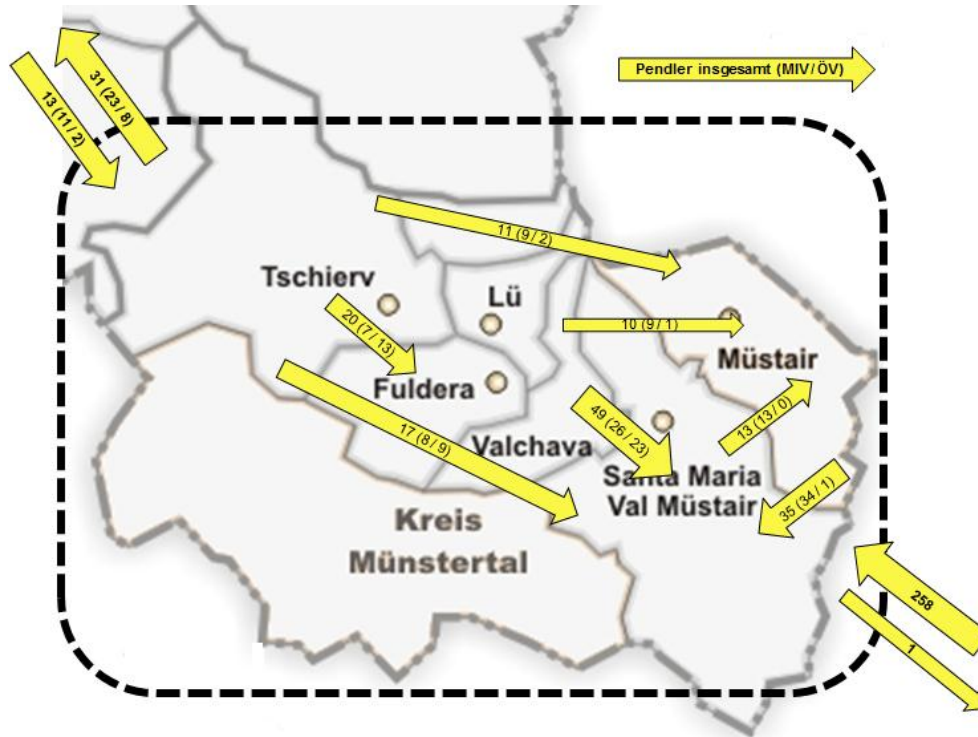 Pendler insgesamt (MIV/ÖV)
31 (23 / 8)
13 (11 / 2)
11 (9 / 2)
Tschierv
Lü
20 (7 / 13)
10 (9 / 1)
Müstair
Fuldera
49 (26 / 23)
13 (13 / 0)
17 (8 / 9)
Valchava
Santa Maria
Val Müstair
35 (34 / 1)
Kreis
Münstertal
258
1